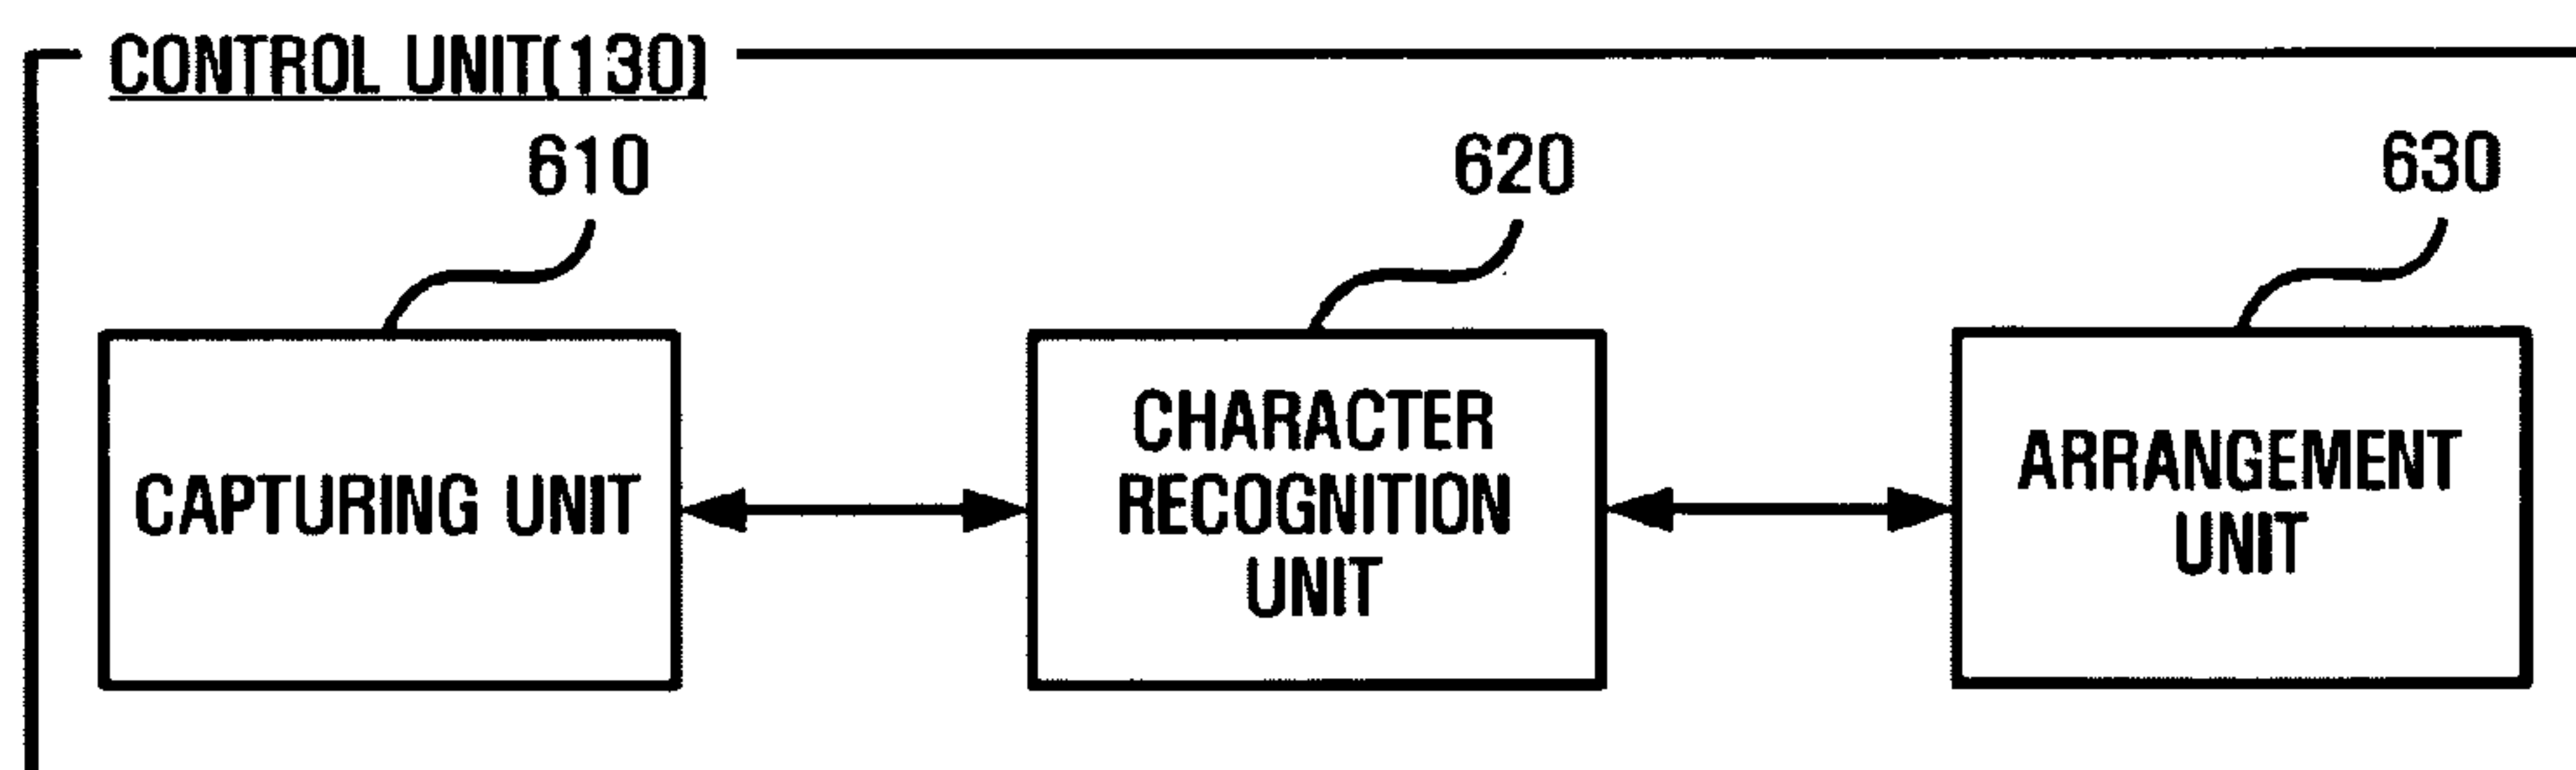 CONTROL UNIT(130)
610
620
630
CAPTURING UNIT
CHARACTER
RECOGNITION
UNIT
ARRANGEMENT
UNIT